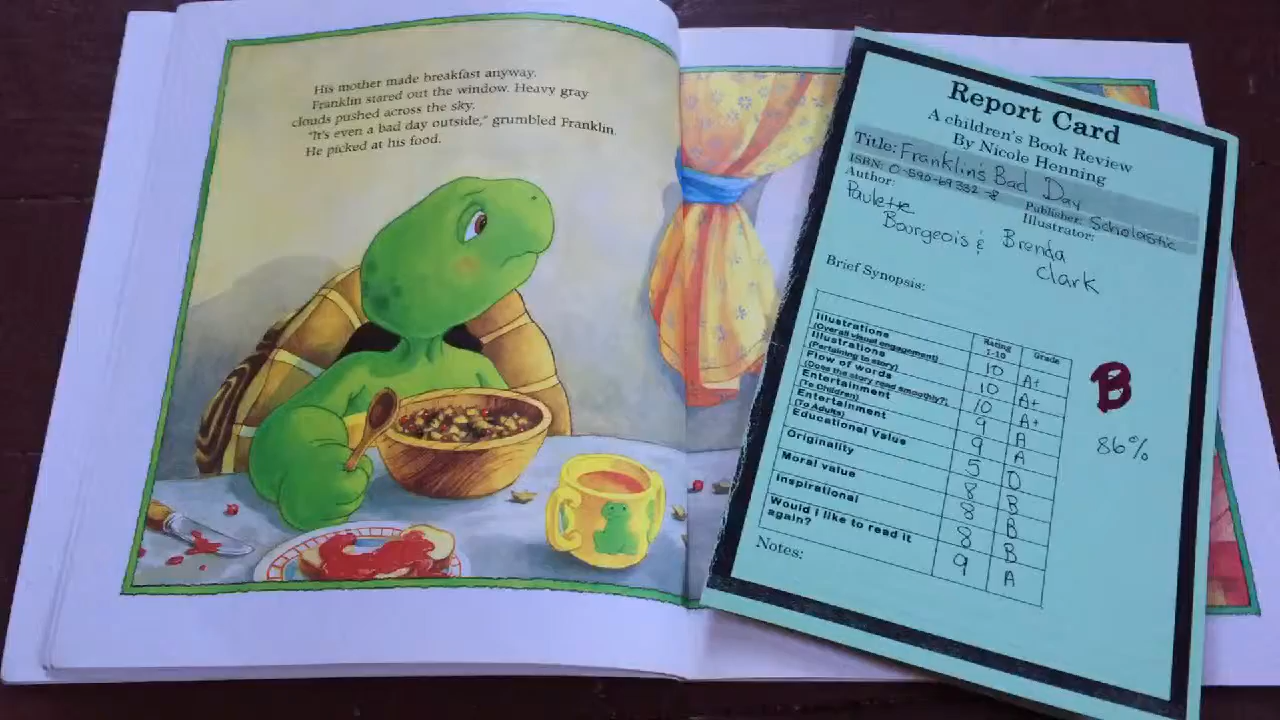 His mother made breakfast anyway.
Franklin stared out the window. Heavy gray
clouds pushed across the sky.
"It's even a bad day outside," grumbled Franklin.
He picked at his food.
Report Card
A children's Book Review
By Nicole Henning
Title: Franklin's Bad Day
ISBN: 0-590-69332-8 Publisher: Scholastic
Author: Illustrator:
Paulette
Bourgeois & Brenda
Clark
Brief Synopsis:
Rating
1-10 Grade
Illustrations
(Overall visual engagement) 10 A+
Illustrations
(Pertaining to story) 10 A+
Flow of words
(Does the story read smoothly?) 10 A+
Entertainment
(To Children) 9 A
Entertainment
(To Adults) 9 A
Educational Value 5 D
Originality 8 B
Moral value 8 B
Inspirational 8 B
Would I like to read it
again? 9 A
Notes:
B
86%